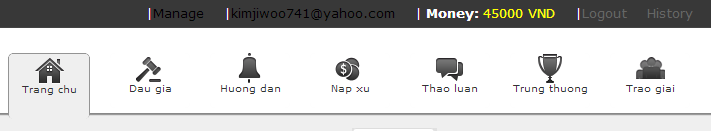 |Manage |kimjiwoo741@yahoo.com | Money: 45000 VND |Logout History
Trang chu Dau gia Huong dan Nap xu Thao luan Trung thuong Trao giai